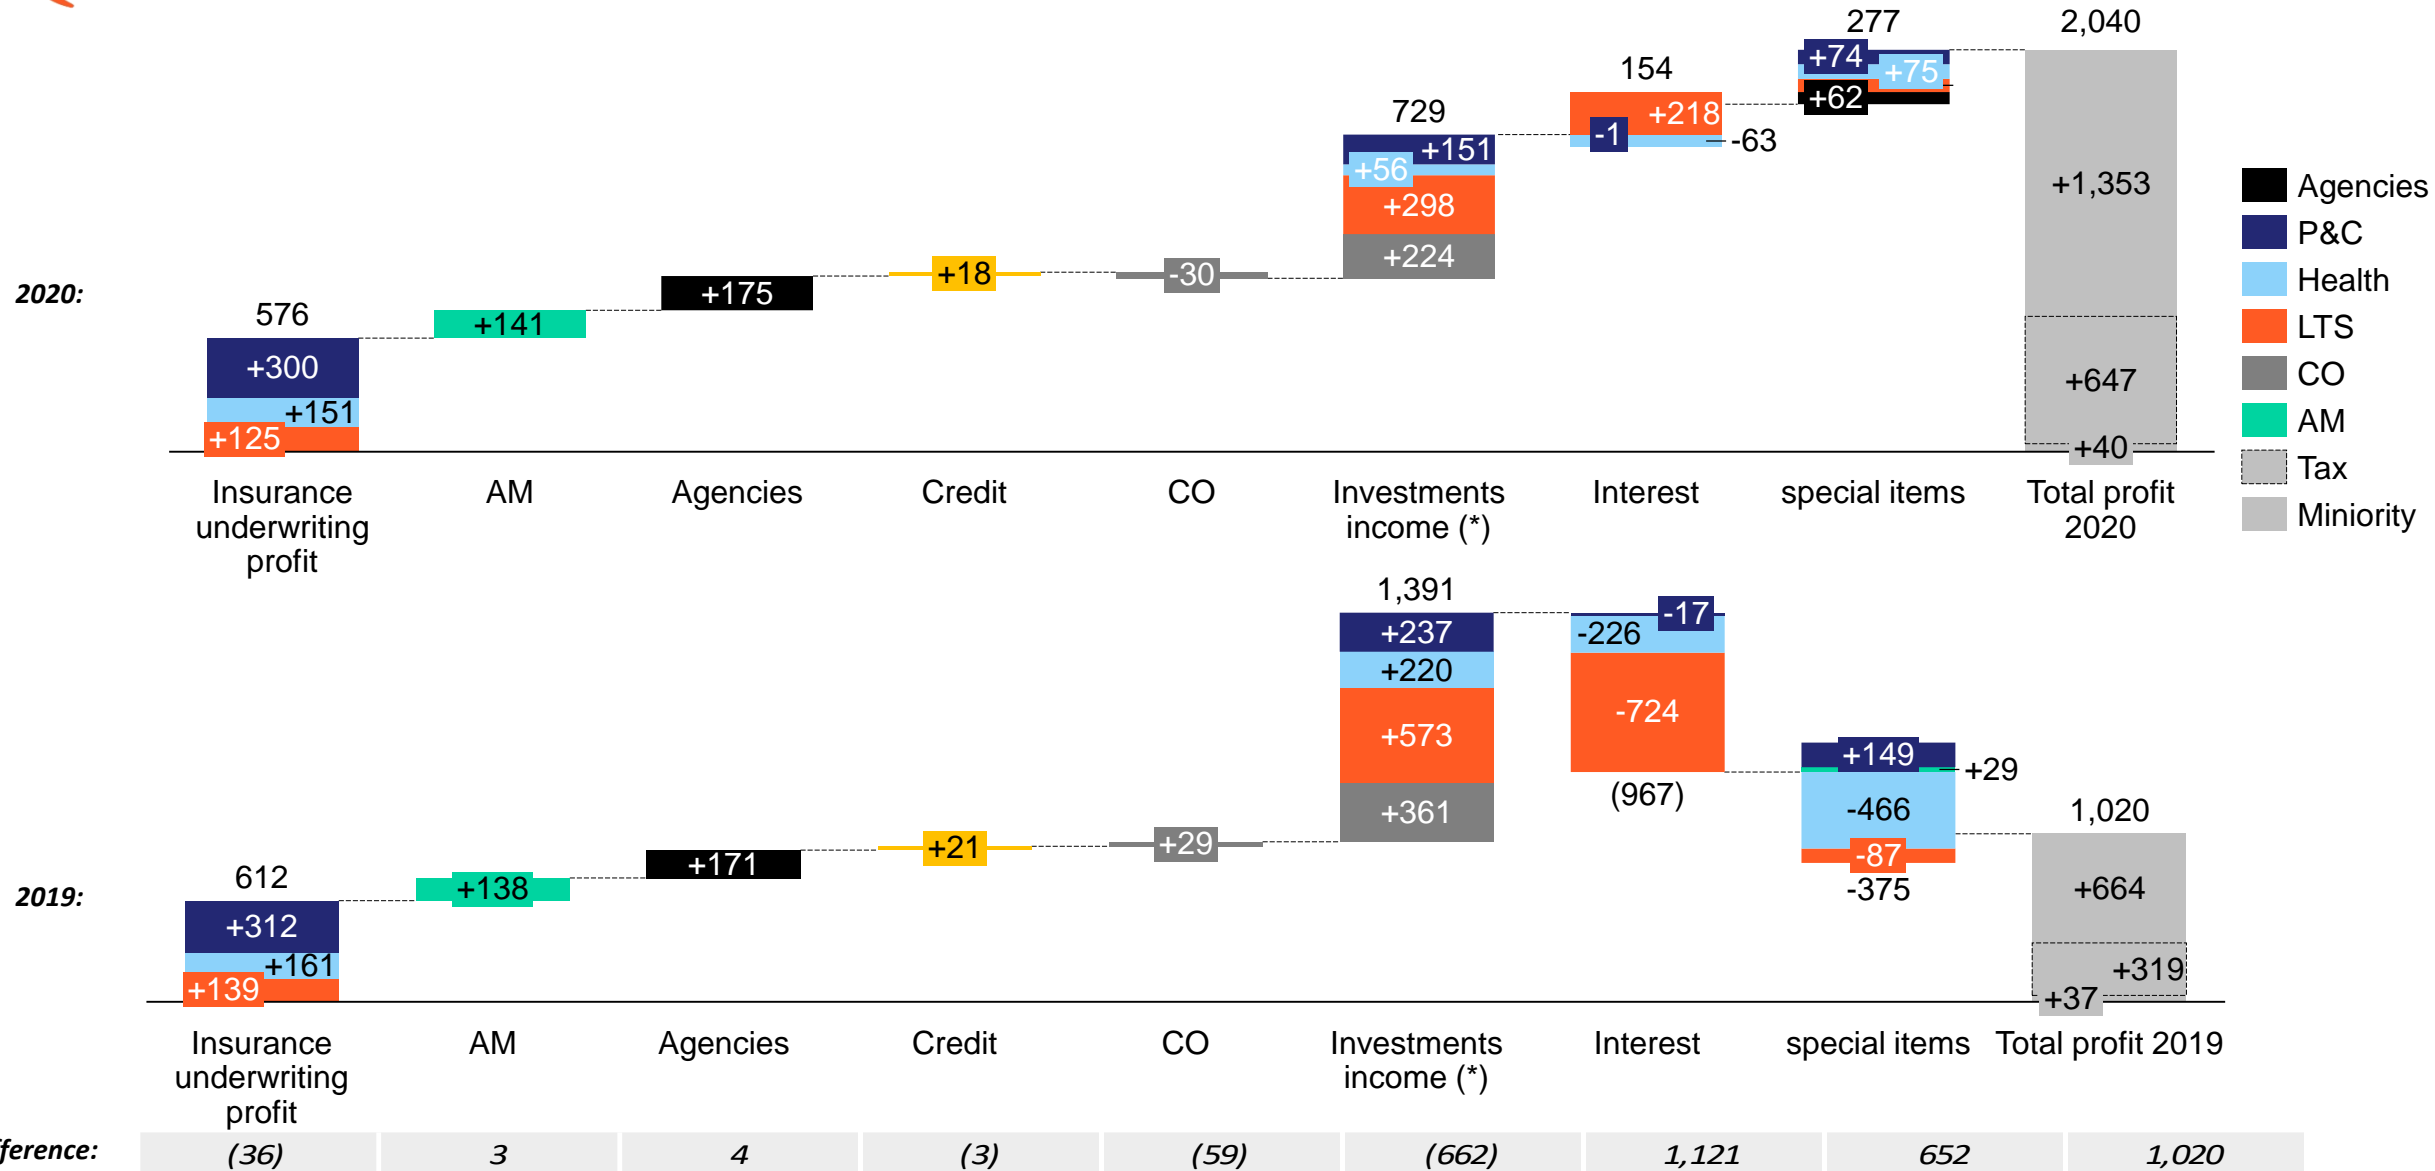 277
2,040
+74
+75
154
+62
729
+218
-1
-63
+151
+56
+1,353
+298
+224
Agencies
P&C
Health
LTS
CO
AM
Tax
Miniority
2020:
576
+141
+175
+18
-30
+300
+151
+125
+647
+40
Insurance
underwriting
profit
AM
Agencies
Credit
CO
Investments
income (*)
Interest
special items
Total profit
2020
1,391
+237
-17
-226
+220
+573
-724
+361
(967)
+149
+29
-466
-87
-375
1,020
2019:
612
+138
+171
+21
+29
+312
+161
+139
+664
+319
+37
Insurance
underwriting
profit
AM
Agencies
Credit
CO
Investments
income (*)
Interest
special items
Total profit 2019
fference: (36) 3 4 (3) (59) (662) 1,121 652 1,020